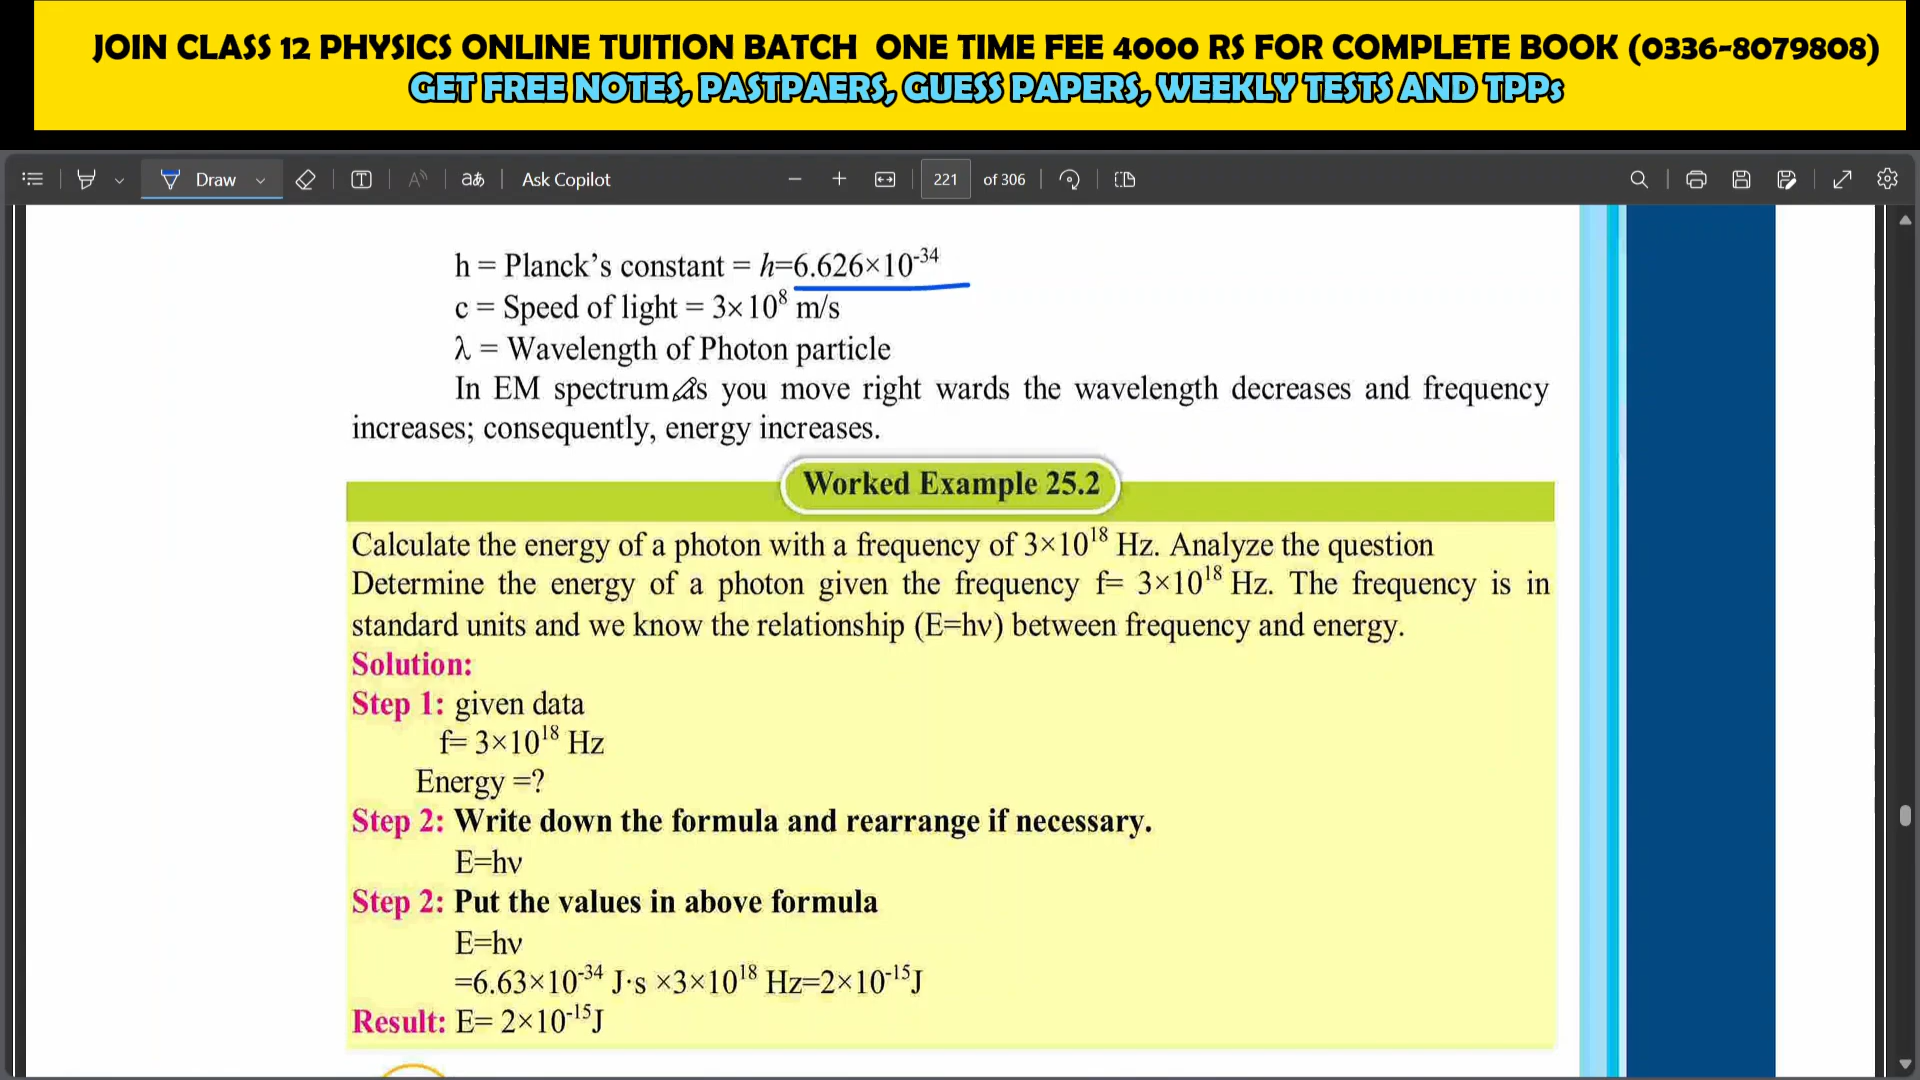 JOIN CLASS 12 PHYSICS ONLINE TUITION BATCH ONE TIME FEE 4000 RS FOR COMPLETE BOOK (0336-8079808)
GET FREE NOTES, PASTPAERS, GUESS PAPERS, WEEKLY TESTS AND TPPs
Draw
aあ
Ask Copilot
221 of 306
h = Planck's constant = h=6.626×10⁻³⁴
c = Speed of light = 3×10⁸ m/s
λ = Wavelength of Photon particle
In EM spectrum as you move right wards the wavelength decreases and frequency
increases; consequently, energy increases.
Worked Example 25.2
Calculate the energy of a photon with a frequency of 3×10¹⁸ Hz. Analyze the question
Determine the energy of a photon given the frequency f= 3×10¹⁸ Hz. The frequency is in
standard units and we know the relationship (E=hν) between frequency and energy.
Solution:
Step 1: given data
f= 3×10¹⁸ Hz
Energy =?
Step 2: Write down the formula and rearrange if necessary.
E=hν
Step 2: Put the values in above formula
E=hν
=6.63×10⁻³⁴ J·s ×3×10¹⁸ Hz=2×10⁻¹⁵J
Result: E= 2×10⁻¹⁵J